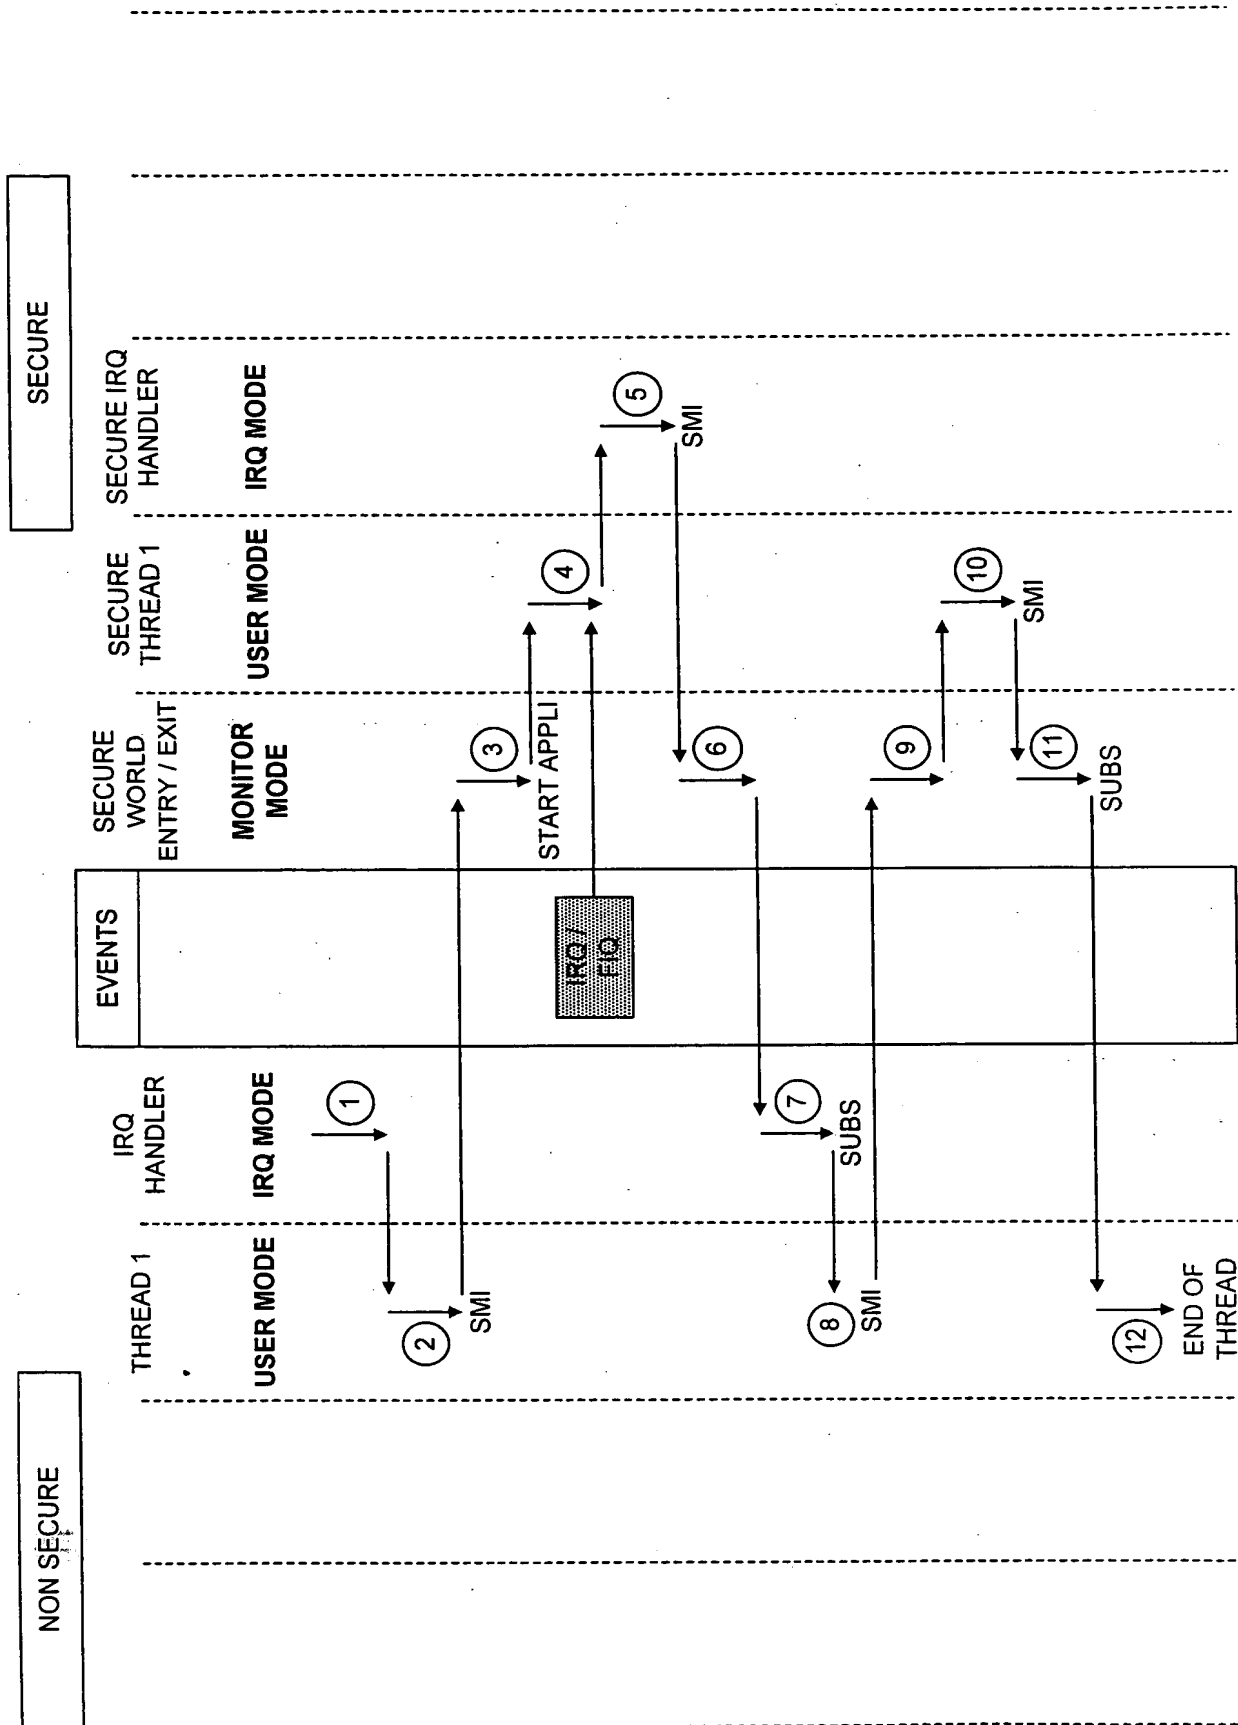 NON SECURE
SECURE
THREAD 1
USER MODE
IRQ
HANDLER
IRQ MODE
EVENTS
SECURE
WORLD
ENTRY / EXIT
MONITOR
MODE
SECURE
THREAD 1
USER MODE
SECURE IRQ
HANDLER
IRQ MODE
1
2
SMI
3
START APPLI
4
IRQ /
FIQ
5
SMI
6
7
SUBS
8
SMI
9
10
SMI
11
SUBS
12
END OF
THREAD